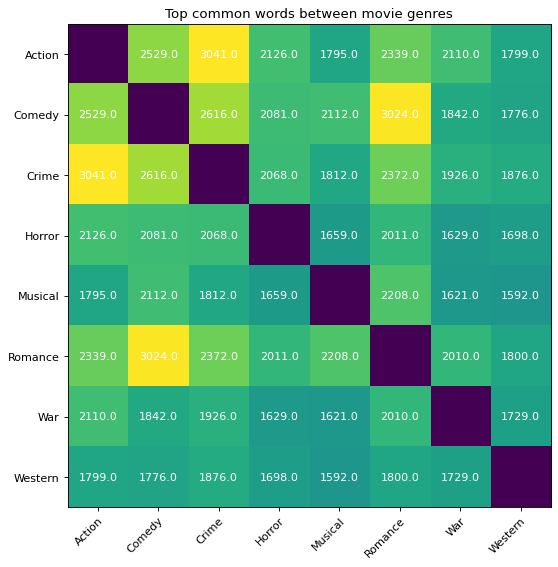 Top common words between movie genres
Action 2529.0 3041.0 2126.0 1795.0 2339.0 2110.0 1799.0
Comedy 2529.0 2616.0 2081.0 2112.0 3024.0 1842.0 1776.0
Crime 3041.0 2616.0 2068.0 1812.0 2372.0 1926.0 1876.0
Horror 2126.0 2081.0 2068.0 1659.0 2011.0 1629.0 1698.0
Musical 1795.0 2112.0 1812.0 1659.0 2208.0 1621.0 1592.0
Romance 2339.0 3024.0 2372.0 2011.0 2208.0 2010.0 1800.0
War 2110.0 1842.0 1926.0 1629.0 1621.0 2010.0 1729.0
Western 1799.0 1776.0 1876.0 1698.0 1592.0 1800.0 1729.0
Action Comedy Crime Horror Musical Romance War Western